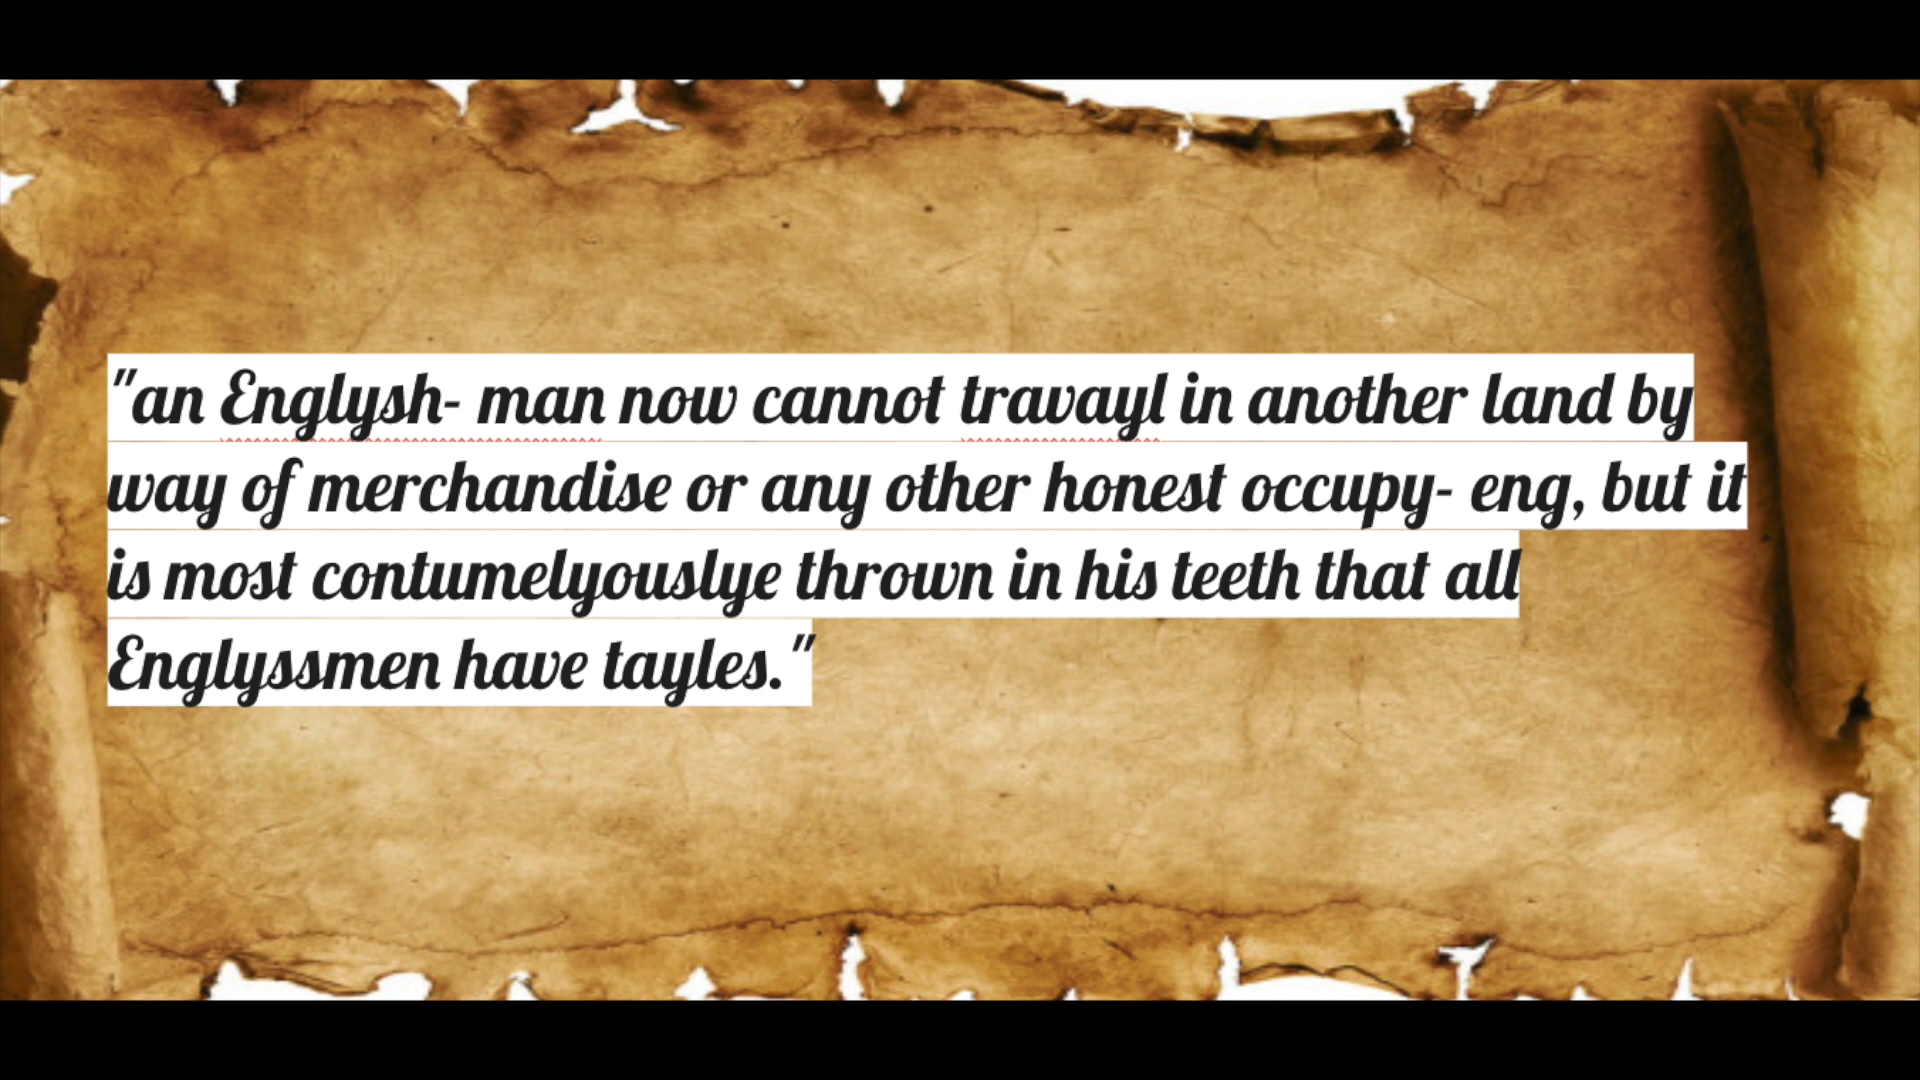 "an Englysh- man now cannot travayl in another land by
way of merchandise or any other honest occupy- eng, but it
is most contumelyouslye thrown in his teeth that all
Englyssmen have tayles."